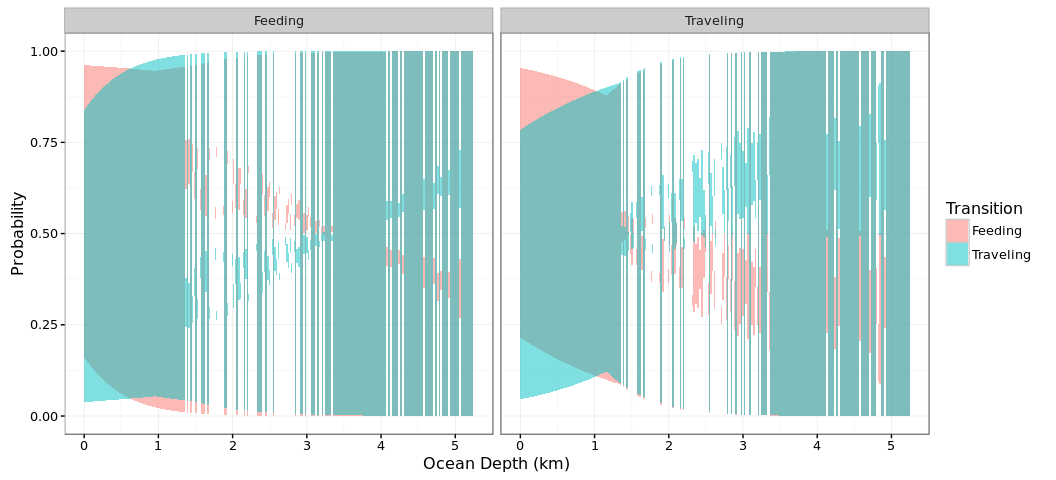 Feeding
Traveling
Probability
1.00
0.75
0.50
0.25
0.00
0 1 2 3 4 5
0 1 2 3 4 5
Ocean Depth (km)
Transition
Feeding
Traveling